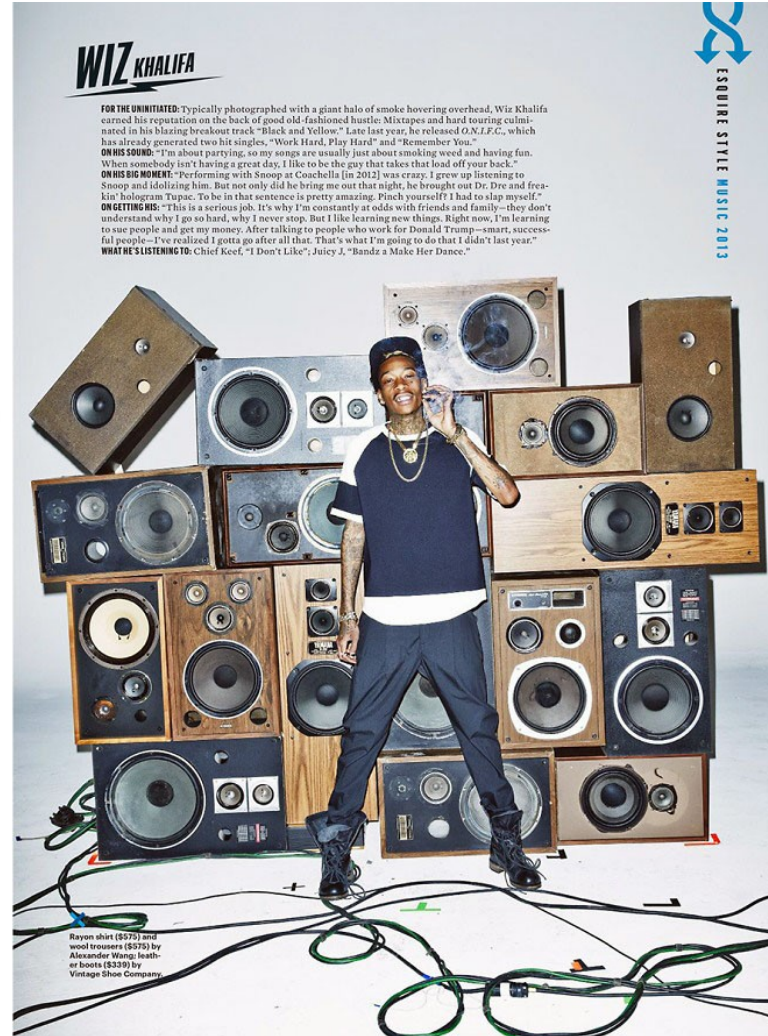 WIZ KHALIFA
FOR THE UNINITIATED: Typically photographed with a giant halo of smoke hovering overhead, Wiz Khalifa
earned his reputation on the back of good old-fashioned hustle: Mixtapes and hard touring culmi-
nated in his blazing breakout track “Black and Yellow.” Late last year, he released O.N.I.F.C., which
has already generated two hit singles, “Work Hard, Play Hard” and “Remember You.”
ON HIS SOUND: “I’m about partying, so my songs are usually just about smoking weed and having fun.
When somebody isn’t having a great day, I like to be the guy that takes that load off your back.”
ON HIS BIG MOMENT: “Performing with Snoop at Coachella [in 2012] was crazy. I grew up listening to
Snoop and idolizing him. But not only did he bring me out that night, he brought out Dr. Dre and frea-
kin’ hologram Tupac. To be in that sentence is pretty amazing. Pinch yourself? I had to slap myself.”
ON GETTING HIS: “This is a serious job. It’s why I’m constantly at odds with friends and family—they don’t
understand why I go so hard, why I never stop. But I like learning new things. Right now, I’m learning
to sue people and get my money. After talking to people who work for Donald Trump—smart, success-
ful people—I’ve realized I gotta go after all that. That’s what I’m going to do that I didn’t last year.”
WHAT HE’S LISTENING TO: Chief Keef, “I Don’t Like”; Juicy J, “Bandz a Make Her Dance.”
ESQUIRE STYLE MUSIC 2013
YAMAHA
YAMAHA
Rayon shirt ($575) and
wool trousers ($575) by
Alexander Wang; leath-
er boots ($339) by
Vintage Shoe Company.